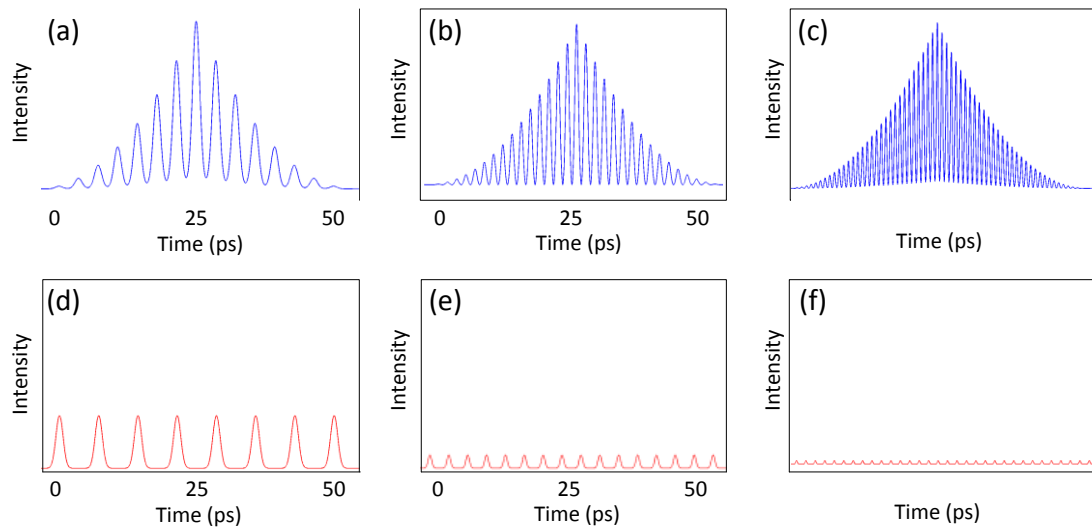 (a)
Intensity
0 25 50
Time (ps)
(b)
Intensity
0 25 50
Time (ps)
(c)
Intensity
Time (ps)
(d)
Intensity
0 25 50
Time (ps)
(e)
Intensity
0 25 50
Time (ps)
(f)
Intensity
Time (ps)